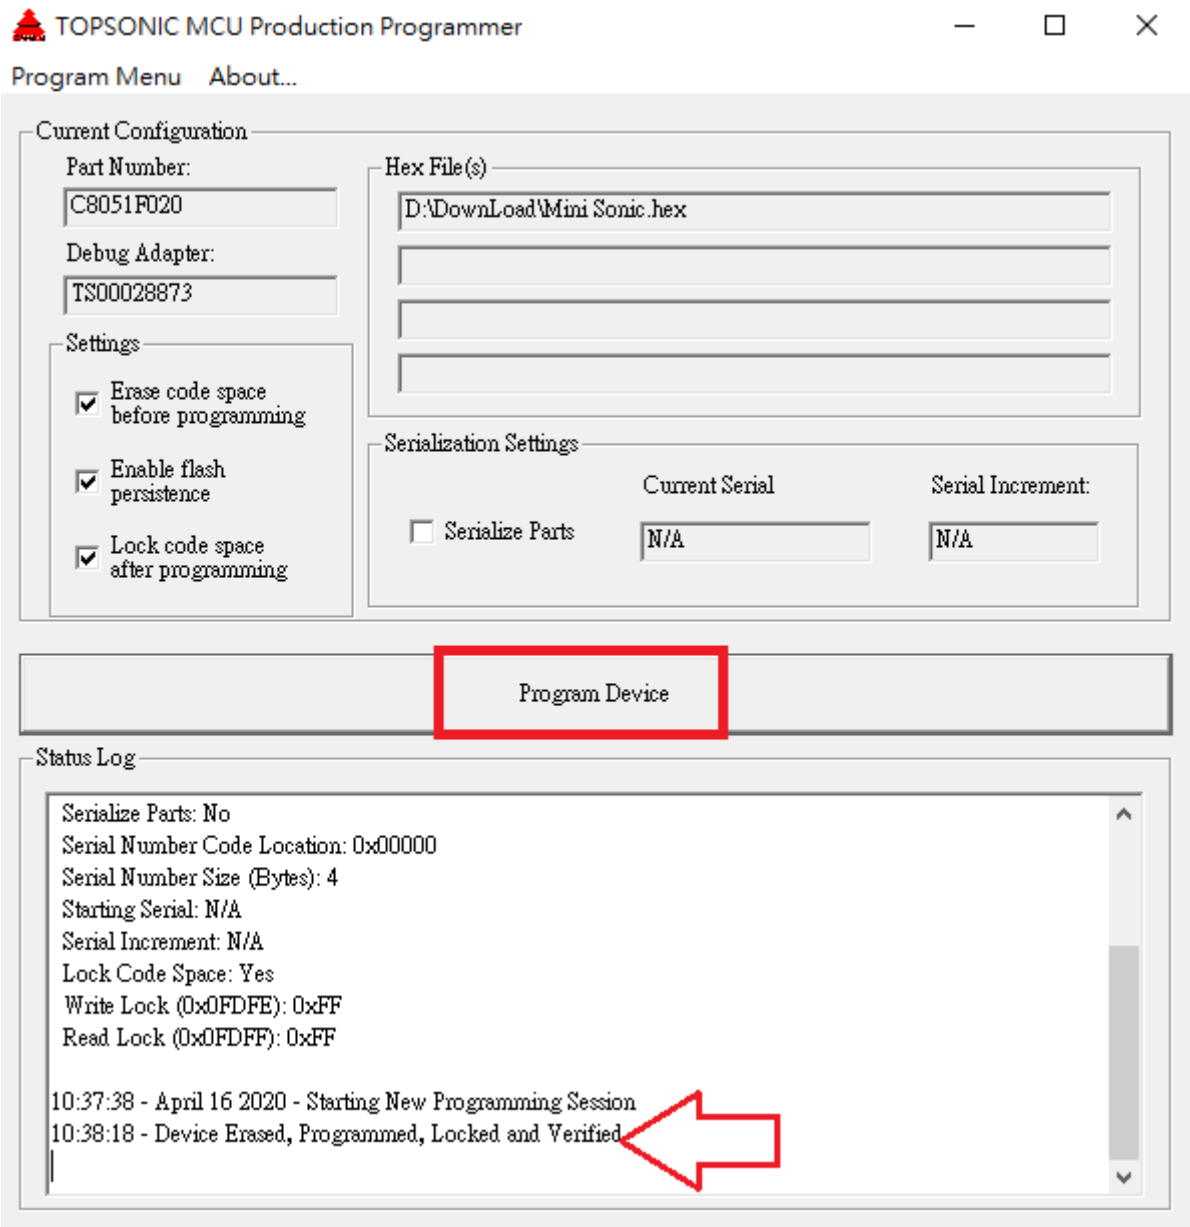 TOPSONIC MCU Production Programmer
Program Menu About...
Current Configuration
Part Number:
C8051F020
Debug Adapter:
TS00028873
Settings
Erase code space
before programming
Enable flash
persistence
Lock code space
after programming
Hex File(s)
D:\DownLoad\Mini Sonic.hex
Serialization Settings
Serialize Parts
Current Serial
N/A
Serial Increment:
N/A
Program Device
Status Log
Serialize Parts: No
Serial Number Code Location: 0x00000
Serial Number Size (Bytes): 4
Starting Serial: N/A
Serial Increment: N/A
Lock Code Space: Yes
Write Lock (0x0FDFE): 0xFF
Read Lock (0x0FDFF): 0xFF
10:37:38 - April 16 2020 - Starting New Programming Session
10:38:18 - Device Erased, Programmed, Locked and Verified